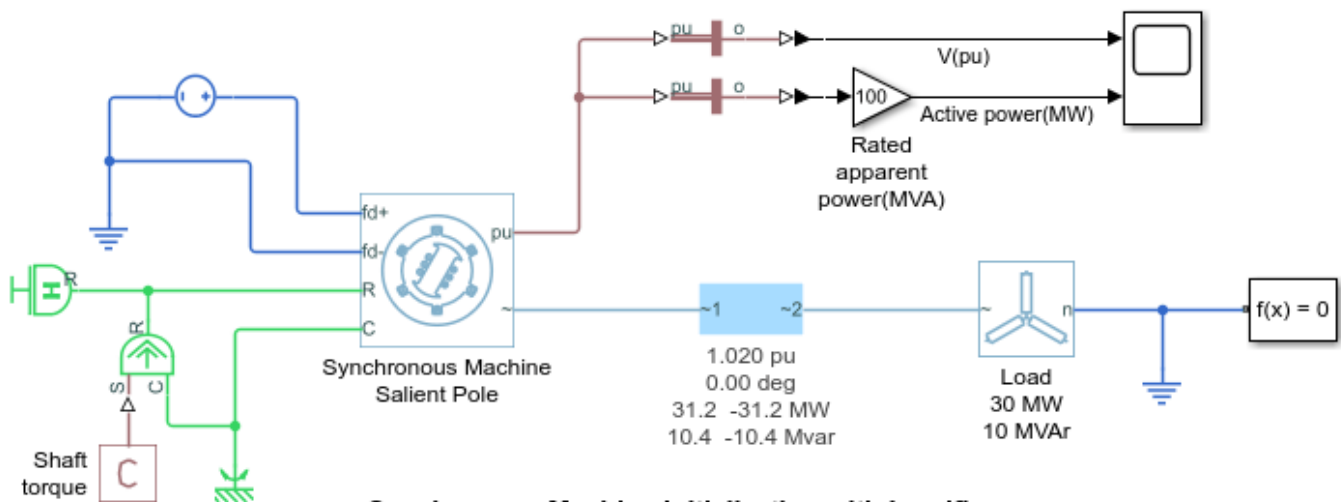 pu
o
V(pu)
pu
o
100
Active power(MW)
Rated
apparent
power(MVA)
- +
fd+
fd-
R
C
pu
~
Synchronous Machine
Salient Pole
R
R
S
C
Shaft
torque
C
~1
~2
1.020 pu
0.00 deg
31.2 -31.2 MW
10.4 -10.4 Mvar
~
n
Load
30 MW
10 MVAr
f(x) = 0